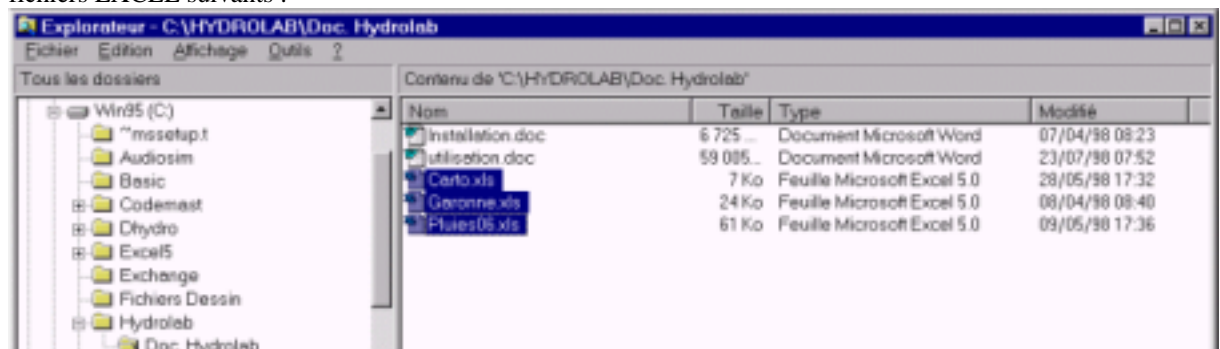 fichiers EXCEL suivants :
Explorateur - C:\HYDROLAB\Doc. Hydrolab
Fichier Edition Affichage Outils ?
Tous les dossiers Contenu de 'C:\HYDROLAB\Doc. Hydrolab'
Win95 (C:) Nom Taille Type Modifié
~mssetup.t Installation.doc 6 725 ... Document Microsoft Word 07/04/98 08:23
Audiosim utilisation.doc 59 005... Document Microsoft Word 23/07/98 07:52
Basic Carto.xls 7 Ko Feuille Microsoft Excel 5.0 28/05/98 17:32
Codemast Garonne.xls 24 Ko Feuille Microsoft Excel 5.0 08/04/98 08:40
Dhydro Pluies06.xls 61 Ko Feuille Microsoft Excel 5.0 09/05/98 17:36
Excel5
Exchange
Fichiers Dessin
Hydrolab
Doc. Hydrolab